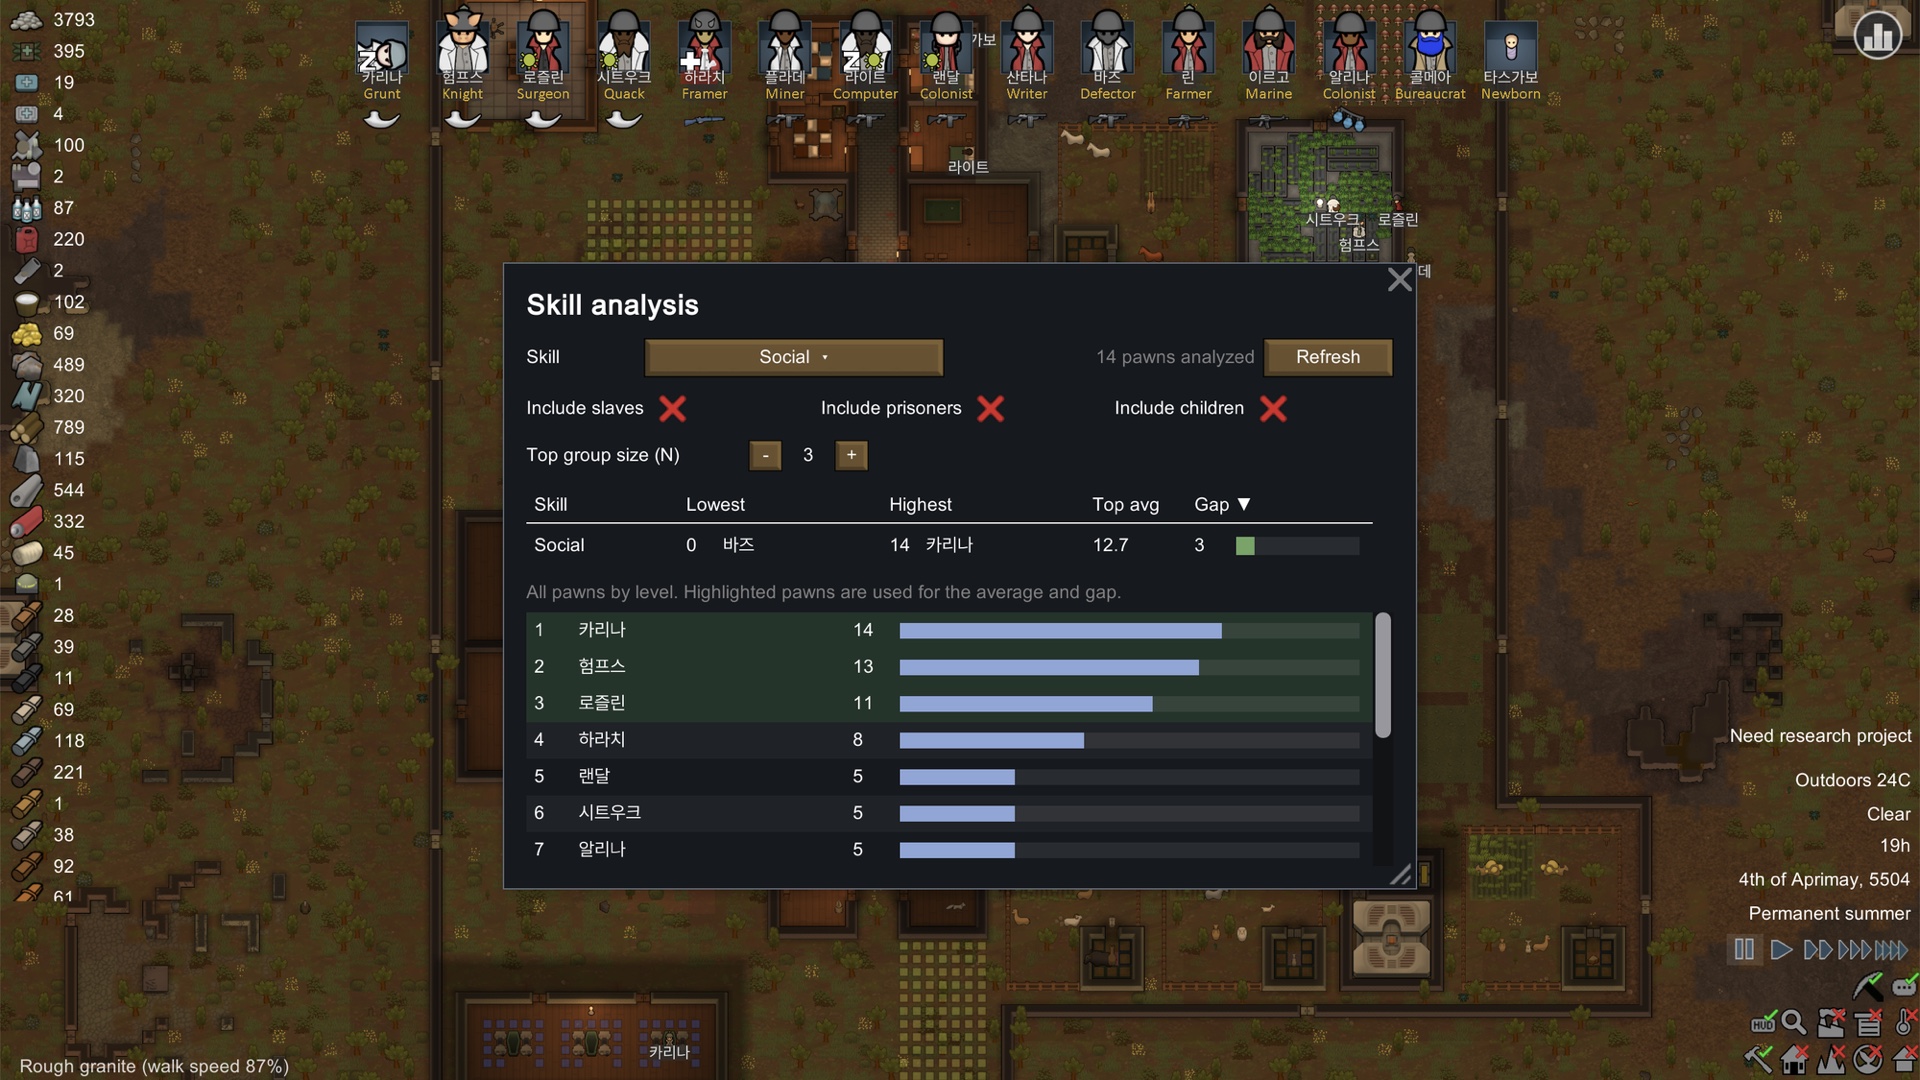 3793
395
19
4
100
2
87
220
2
102
69
489
320
789
115
544
332
45
1
28
39
11
69
118
221
1
38
92
61
카리나 험프스 로즐린 시트우크 하라치 플라데 라이트 랜달 산타나 바즈 린 이르고 알리나 콜메아 타스가보
Grunt Knight Surgeon Quack Framer Miner Computer Colonist Writer Defector Farmer Marine Colonist Bureaucrat Newborn
가보
라이트
시트우크 로즐린
험프스
데
Skill analysis
Skill Social 14 pawns analyzed Refresh
Include slaves Include prisoners Include children
Top group size (N) - 3 +
Skill Lowest Highest Top avg Gap ▼
Social 0 바즈 14 카리나 12.7 3
All pawns by level. Highlighted pawns are used for the average and gap.
1 카리나 14
2 험프스 13
3 로즐린 11
4 하라치 8
5 랜달 5
6 시트우크 5
7 알리나 5
Need research project
Outdoors 24C
Clear
19h
4th of Aprimay, 5504
Permanent summer
HUD
카리나
Rough granite (walk speed 87%)